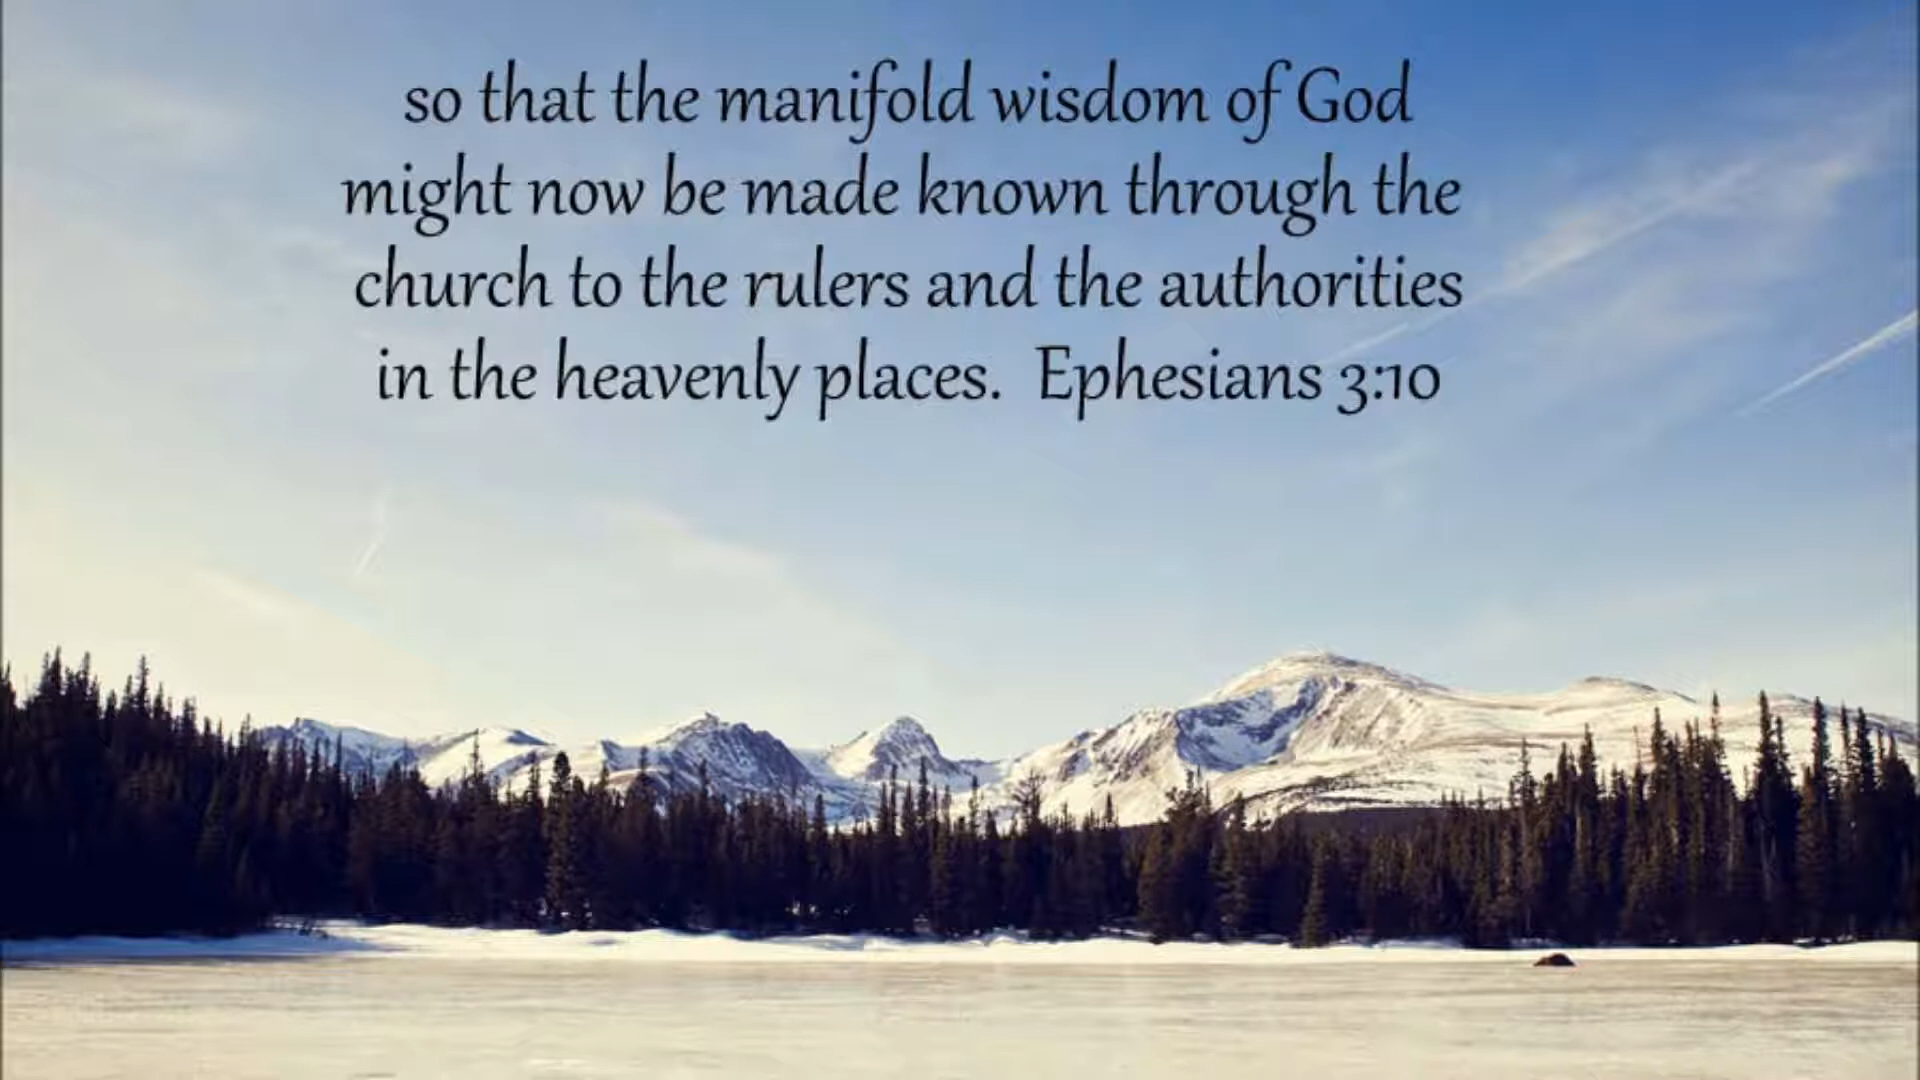 so that the manifold wisdom of God
might now be made known through the
church to the rulers and the authorities
in the heavenly places. Ephesians 3:10